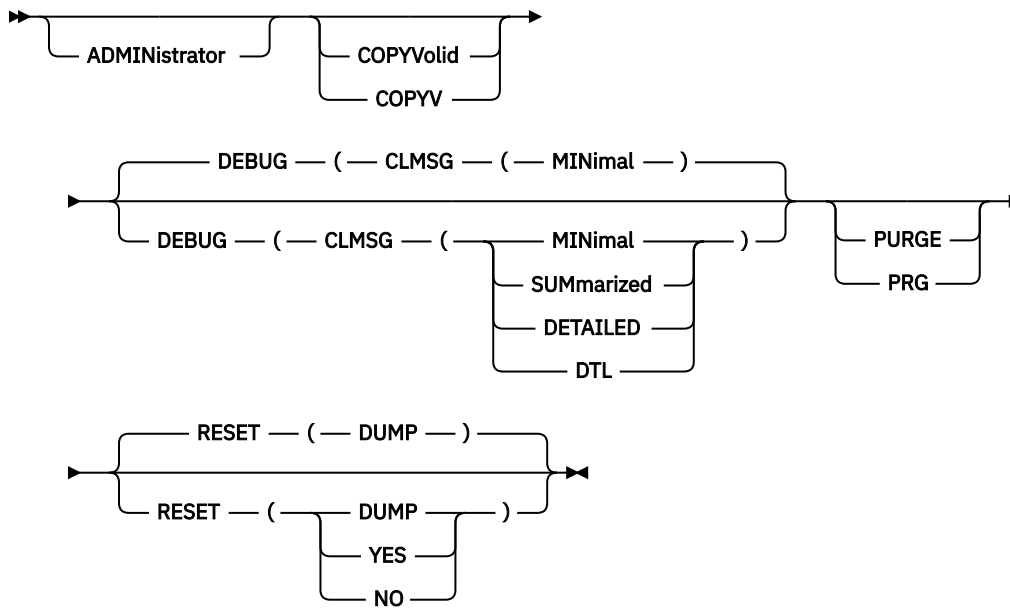 ADMINistrator COPYVolid
COPYV
DEBUG ( CLMSG ( MINimal )
DEBUG ( CLMSG ( MINimal )
PURGE
SUMmarized
PRG
DETAILED
DTL
RESET ( DUMP )
RESET ( DUMP )
YES
NO